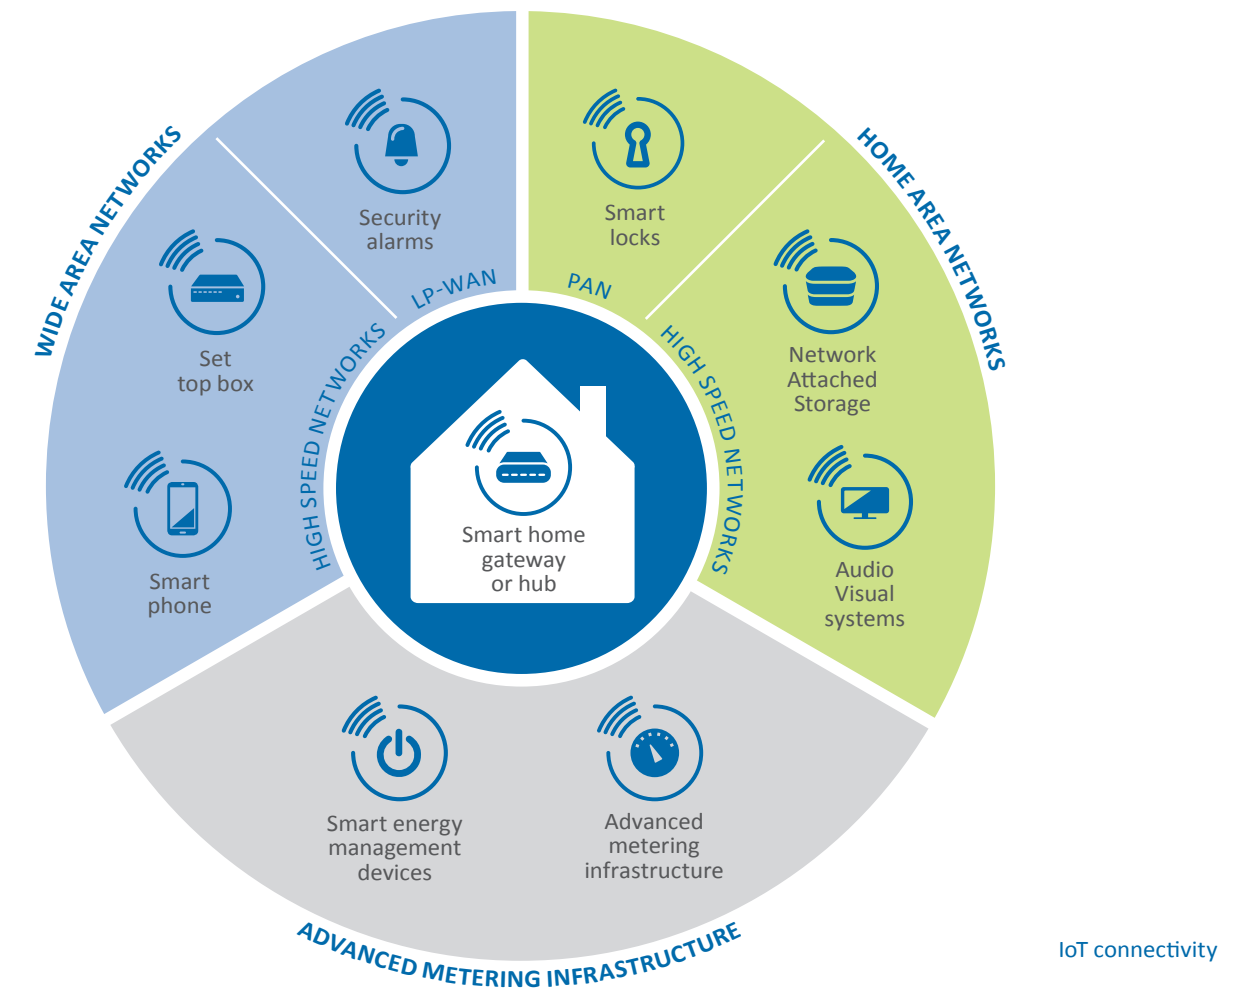 WIDE AREA NETWORKS
Security
alarms
LP-WAN
Set
top box
HIGH SPEED NETWORKS
Smart
phone
HOME AREA NETWORKS
Smart
locks
PAN
Network
Attached
Storage
HIGH SPEED NETWORKS
Audio
Visual
systems
Smart home
gateway
or hub
Smart energy
management
devices
Advanced
metering
infrastructure
ADVANCED METERING INFRASTRUCTURE
IoT connectivity